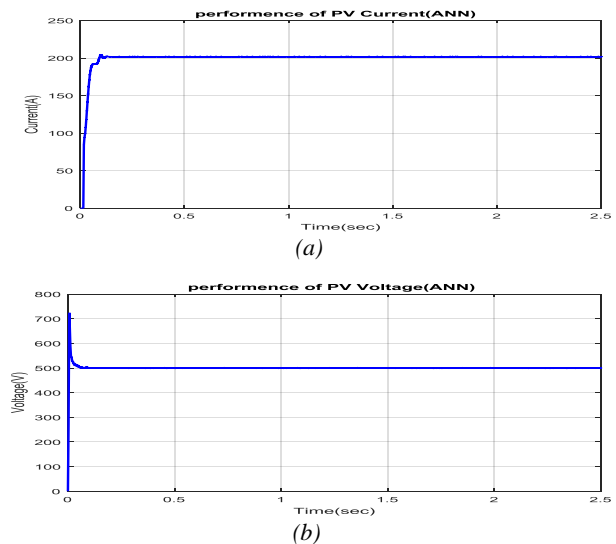 performence of PV Current(ANN)
250
200
150
100
50
0
Current(A)
0 0.5 1 1.5 2 2.5
Time(sec)
(a)
performence of PV Voltage(ANN)
800
700
600
500
400
300
200
100
0
Voltage(V)
0 0.5 1 1.5 2 2.5
Time(sec)
(b)